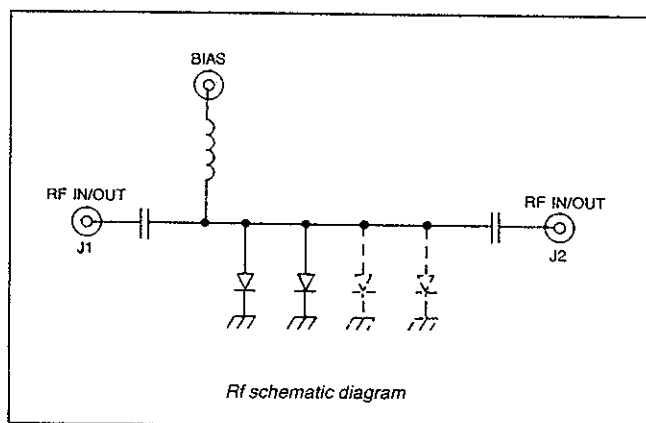 BIAS
RF IN/OUT
J1
RF IN/OUT
J2
Rf schematic diagram